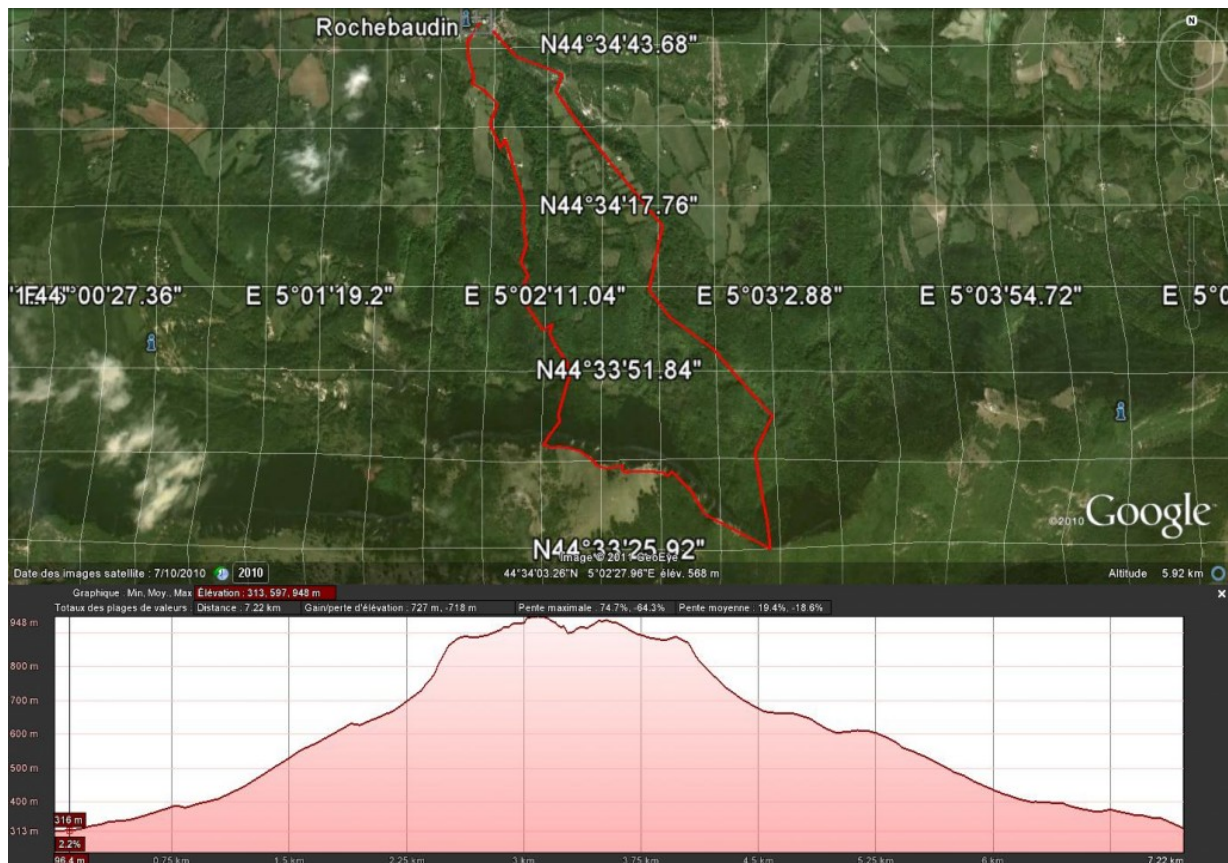 N
Rochebaudin
N44°34'43.68"
N44°34'17.76"
E 5°00'27.36"
E 5°01'19.2"
E 5°02'11.04"
E 5°03'2.88"
E 5°03'54.72"
N44°33'51.84"
©2010 Google
N44°33'25.92"
Image © 2011 GeoEye
Date des images satellite : 7/10/2010 2010
44°34'03.26"N 5°02'27.96"E élév. 568 m
Altitude 5.92 km
Graphique : Min, Moy., Max Élévation : 313, 597, 948 m
Totaux des plages de valeurs : Distance : 7.22 km Gain/perte d'élévation : 727 m, -718 m Pente maximale : 74.7%, -64.3% Pente moyenne : 19.4%, -18.6%
948 m
800 m
700 m
600 m
500 m
400 m
316 m
313 m
2.2%
96.4 m
0.75 km
1.5 km
2.25 km
3 km
3.75 km
4.5 km
5.25 km
6 km
7.22 km